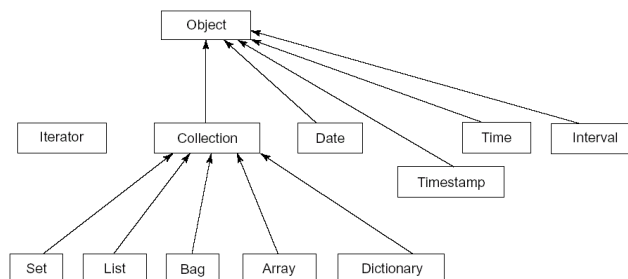 Object
Iterator
Collection
Date
Time
Interval
Timestamp
Set
List
Bag
Array
Dictionary